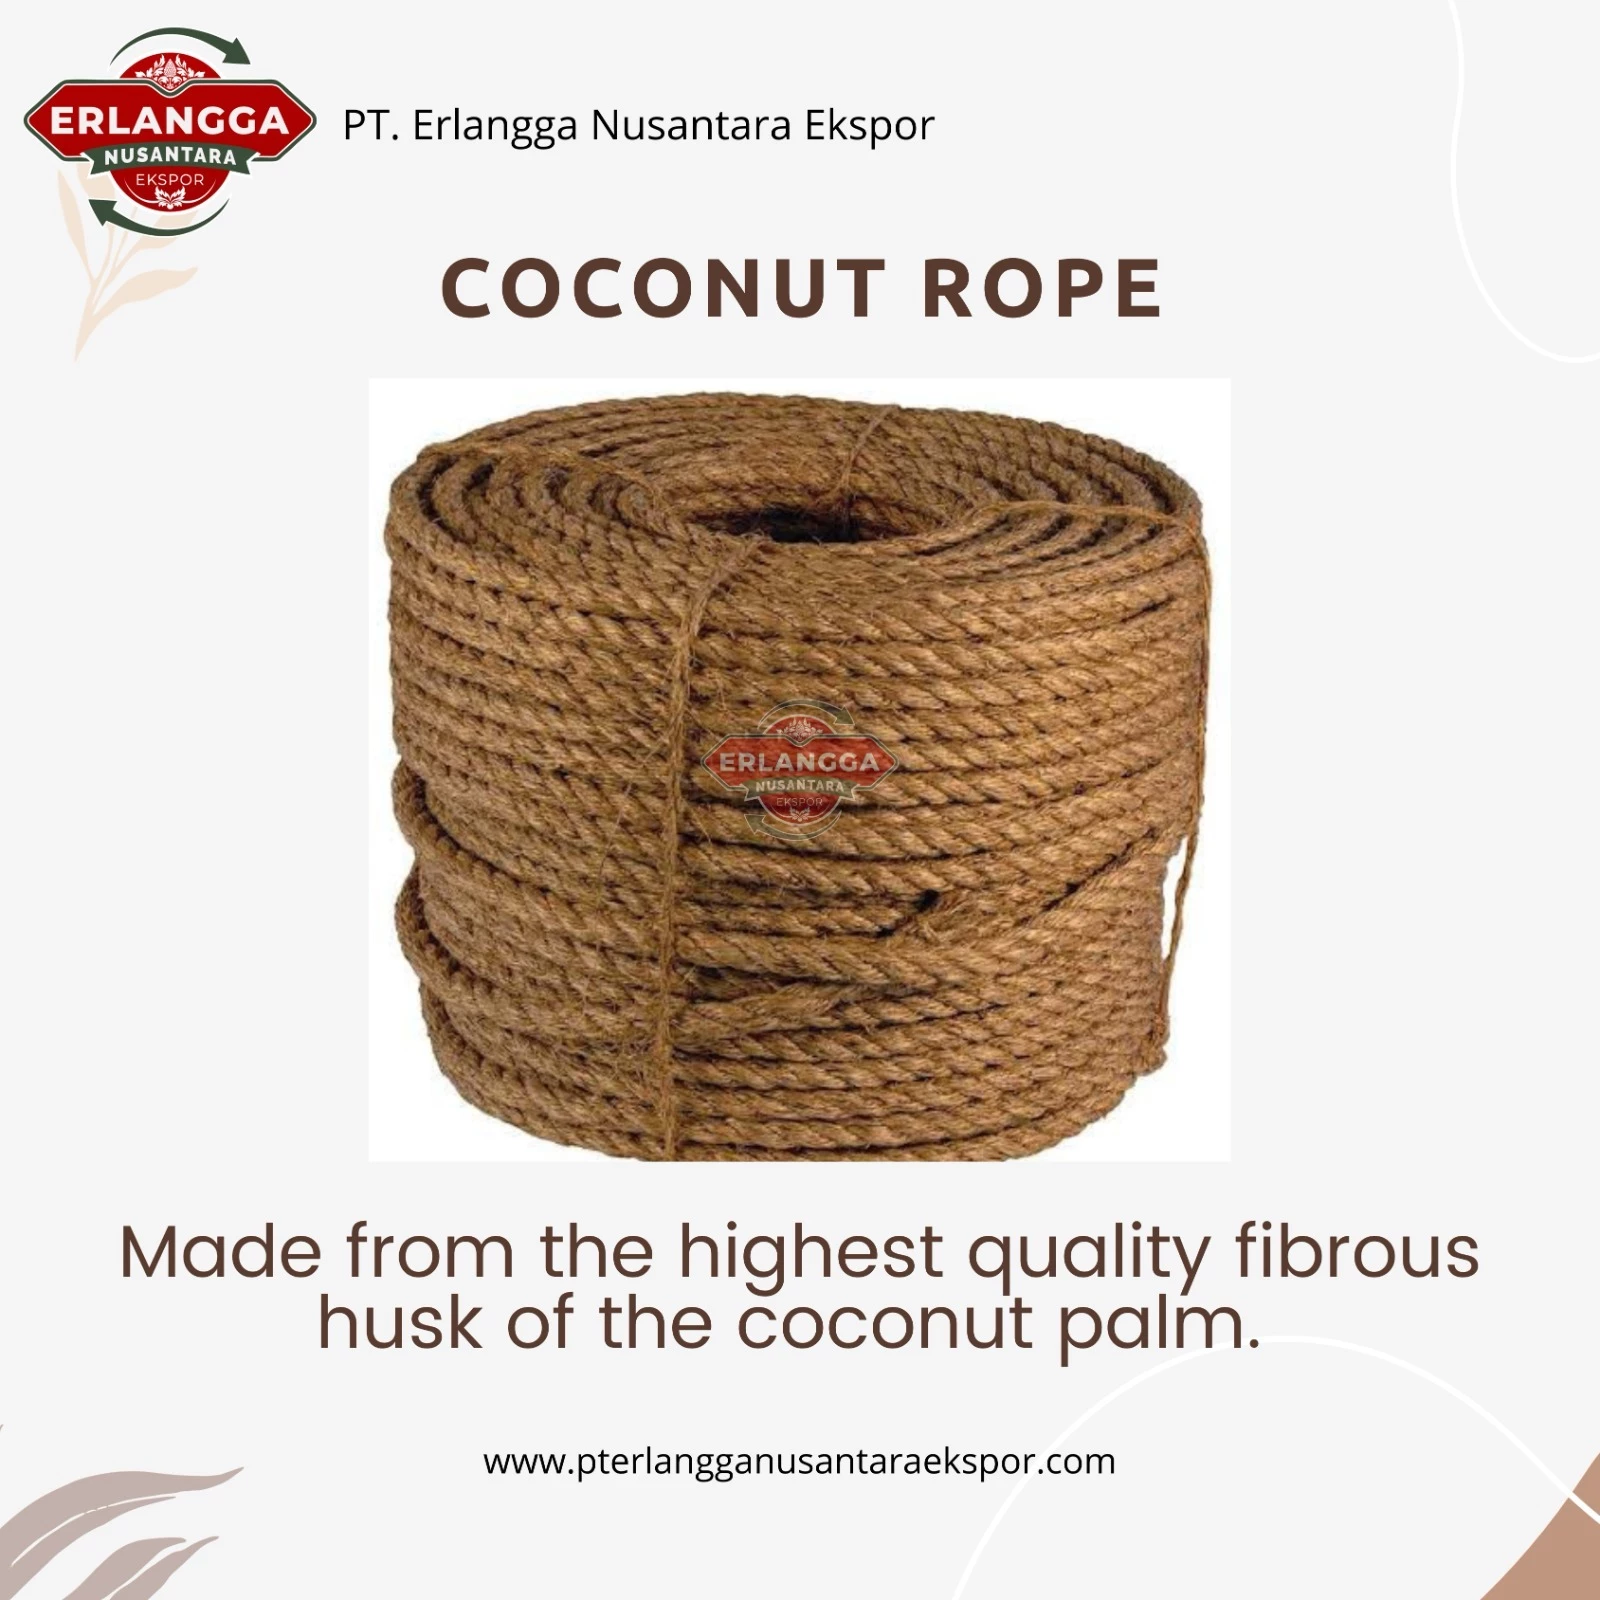 ERLANGGA
NUSANTARA
EKSPOR
PT. Erlangga Nusantara Ekspor
COCONUT ROPE
ERLANGGA
NUSANTARA
EKSPOR
Made from the highest quality fibrous
husk of the coconut palm.
www.pterlangganusantaraekspor.com